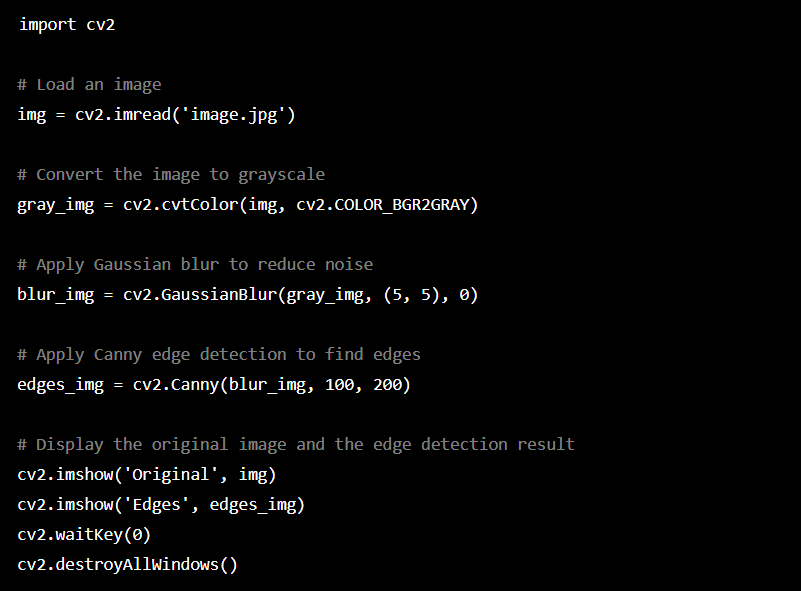 import cv2
# Load an image
img = cv2.imread('image.jpg')
# Convert the image to grayscale
gray_img = cv2.cvtColor(img, cv2.COLOR_BGR2GRAY)
# Apply Gaussian blur to reduce noise
blur_img = cv2.GaussianBlur(gray_img, (5, 5), 0)
# Apply Canny edge detection to find edges
edges_img = cv2.Canny(blur_img, 100, 200)
# Display the original image and the edge detection result
cv2.imshow('Original', img)
cv2.imshow('Edges', edges_img)
cv2.waitKey(0)
cv2.destroyAllWindows()